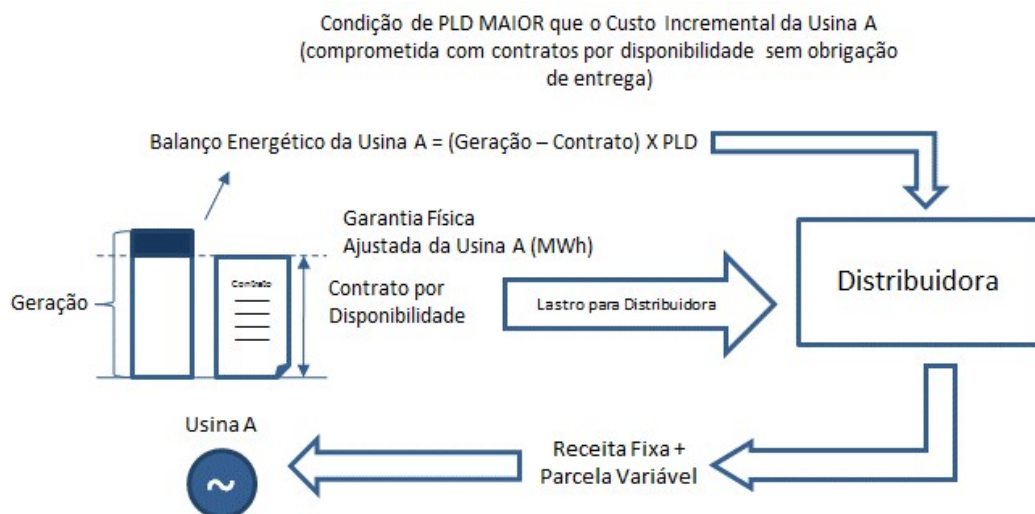 Condição de PLD MAIOR que o Custo Incremental da Usina A
(comprometida com contratos por disponibilidade sem obrigação
de entrega)
Balanço Energético da Usina A = (Geração – Contrato) X PLD
Garantia Física
Ajustada da Usina A (MWh)
Geração
Contrato
Contrato por
Disponibilidade
Lastro para Distribuidora
Distribuidora
Usina A
~
Receita Fixa +
Parcela Variável